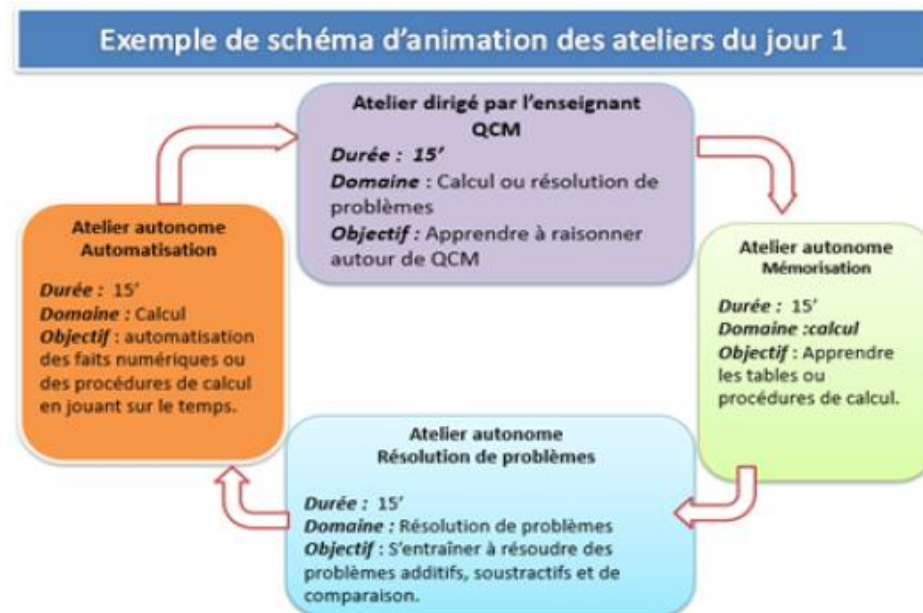 Exemple de schéma d'animation des ateliers du jour 1
Atelier dirigé par l'enseignant
QCM
Durée : 15'
Domaine : Calcul ou résolution de
problèmes
Objectif : Apprendre à raisonner
autour de QCM
Atelier autonome
Mémorisation
Durée : 15'
Domaine :calcul
Objectif : Apprendre
les tables ou
procédures de calcul.
Atelier autonome
Résolution de problèmes
Durée : 15'
Domaine : Résolution de problèmes
Objectif : S'entraîner à résoudre des
problèmes additifs, soustractifs et de
comparaison.
Atelier autonome
Automatisation
Durée : 15'
Domaine : Calcul
Objectif : automatisation
des faits numériques ou
des procédures de calcul
en jouant sur le temps.